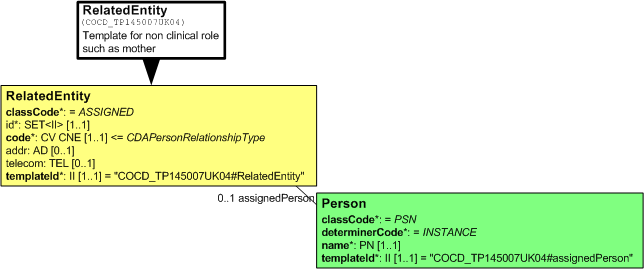 RelatedEntity
(COCD_TP145007UK04)
Template for non clinical role
such as mother
RelatedEntity
classCode*: = ASSIGNED
id*: SET<II> [1..1]
code*: CV CNE [1..1] <= CDAPersonRelationshipType
addr: AD [0..1]
telecom: TEL [0..1]
templateId*: II [1..1] = "COCD_TP145007UK04#RelatedEntity"
0..1 assignedPerson
Person
classCode*: = PSN
determinerCode*: = INSTANCE
name*: PN [1..1]
templateId*: II [1..1] = "COCD_TP145007UK04#assignedPerson"